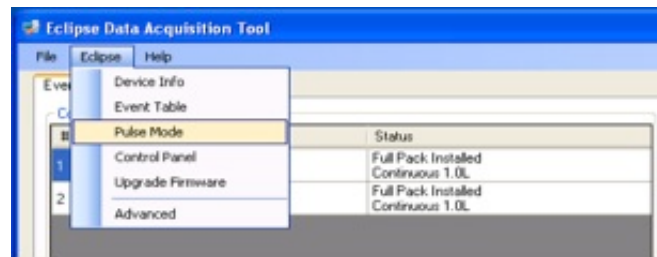 Eclipse Data Acquisition Tool
File Eclipse Help
Device Info
Event Table
Pulse Mode
Control Panel
Upgrade Firmware
Advanced
# Status
1 Full Pack Installed
Continuous 1.0L
2 Full Pack Installed
Continuous 1.0L